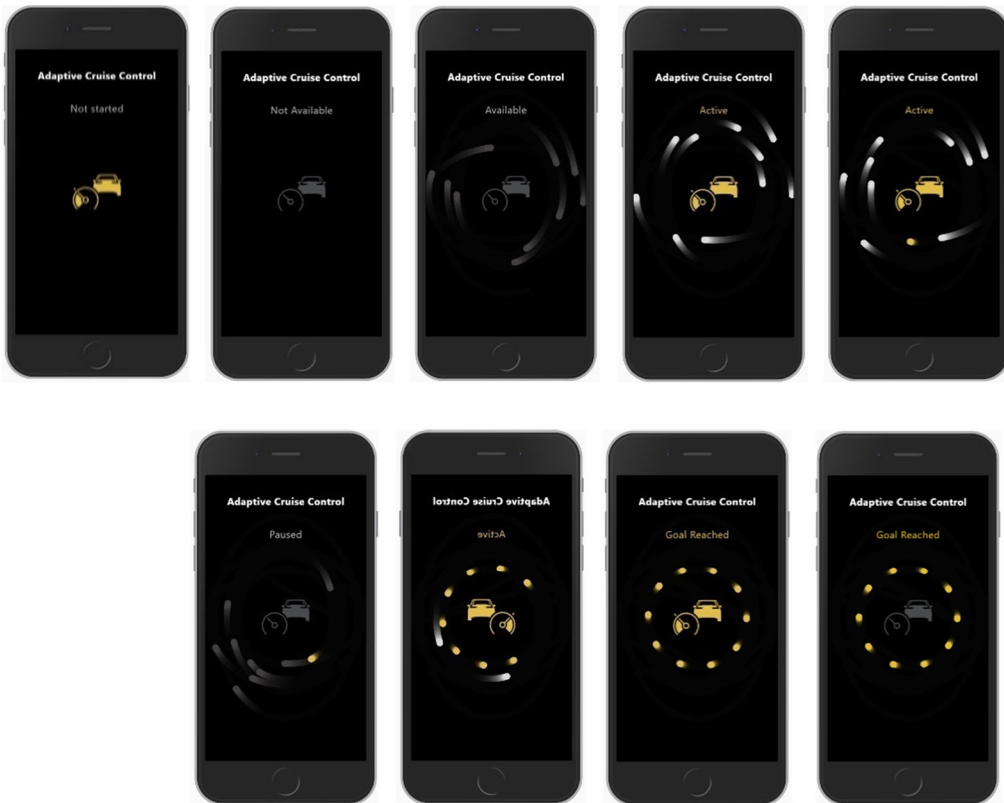 Adaptive Cruise Control
Not started
Adaptive Cruise Control
Not Available
Adaptive Cruise Control
Available
Adaptive Cruise Control
Active
Adaptive Cruise Control
Active
Adaptive Cruise Control
Paused
Adaptive Cruise Control
Active
Adaptive Cruise Control
Goal Reached
Adaptive Cruise Control
Goal Reached